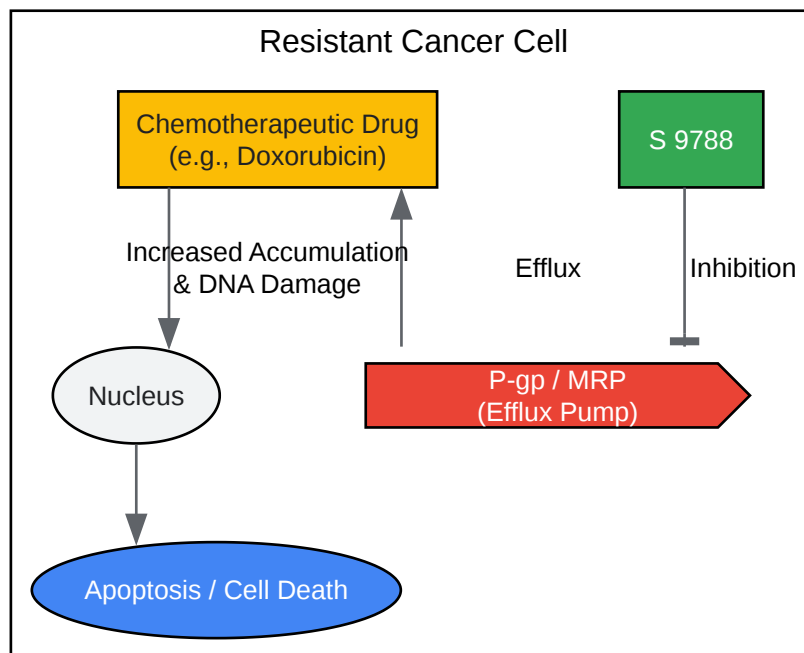 Resistant Cancer Cell
Chemotherapeutic Drug
(e.g., Doxorubicin)
S 9788
Increased Accumulation
& DNA Damage
Efflux
Inhibition
Nucleus
P-gp / MRP
(Efflux Pump)
Apoptosis / Cell Death